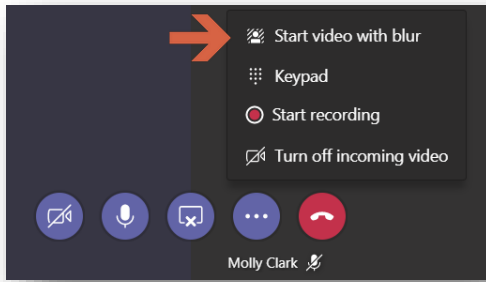 Start video with blur
Keypad
Start recording
Turn off incoming video
Molly Clark